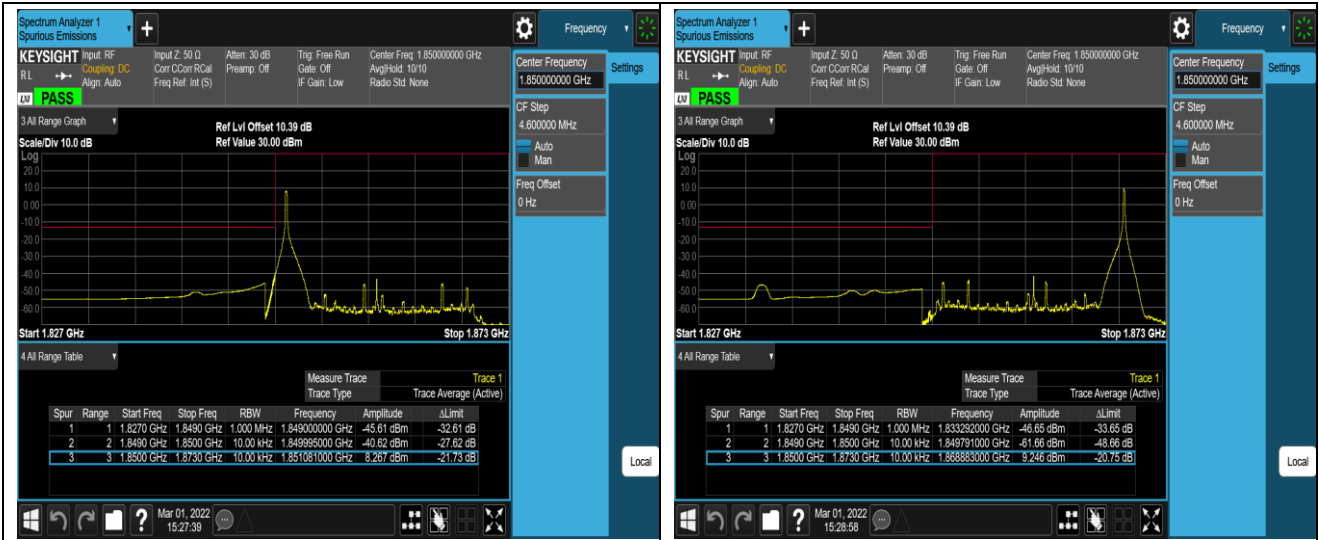 Spectrum Analyzer 1
Spurious Emissions
+
Frequency
KEYSIGHT Input: RF Input Z: 50 Ω Atten: 30 dB Trig: Free Run Center Freq: 1.850000000 GHz
R L Coupling: DC Corr CCorr RCal Preamp: Off Gate: Off Avg|Hold: 10/10
Align: Auto Freq Ref: Int (S) IF Gain: Low Radio Std: None
PASS
Center Frequency
1.850000000 GHz
Settings
CF Step
4.600000 MHz
Auto
Man
Freq Offset
0 Hz
3 All Range Graph
Ref Lvl Offset 10.39 dB
Scale/Div 10.0 dB Ref Value 30.00 dBm
Log
20.0
10.0
0.00
-10.0
-20.0
-30.0
-40.0
-50.0
-60.0
Start 1.827 GHz Stop 1.873 GHz
4 All Range Table
Measure Trace Trace 1
Trace Type Trace Average (Active)
Spur Range Start Freq Stop Freq RBW Frequency Amplitude ΔLimit
1 1 1.8270 GHz 1.8490 GHz 1.000 MHz 1.849000000 GHz -45.61 dBm -32.61 dB
2 2 1.8490 GHz 1.8500 GHz 10.00 kHz 1.849995000 GHz -40.62 dBm -27.62 dB
3 3 1.8500 GHz 1.8730 GHz 10.00 kHz 1.851081000 GHz 8.267 dBm -21.73 dB
Local
?
Mar 01, 2022
15:27:39
Spectrum Analyzer 1
Spurious Emissions
+
Frequency
KEYSIGHT Input: RF Input Z: 50 Ω Atten: 30 dB Trig: Free Run Center Freq: 1.850000000 GHz
R L Coupling: DC Corr CCorr RCal Preamp: Off Gate: Off Avg|Hold: 10/10
Align: Auto Freq Ref: Int (S) IF Gain: Low Radio Std: None
PASS
Center Frequency
1.850000000 GHz
Settings
CF Step
4.600000 MHz
Auto
Man
Freq Offset
0 Hz
3 All Range Graph
Ref Lvl Offset 10.39 dB
Scale/Div 10.0 dB Ref Value 30.00 dBm
Log
20.0
10.0
0.00
-10.0
-20.0
-30.0
-40.0
-50.0
-60.0
Start 1.827 GHz Stop 1.873 GHz
4 All Range Table
Measure Trace Trace 1
Trace Type Trace Average (Active)
Spur Range Start Freq Stop Freq RBW Frequency Amplitude ΔLimit
1 1 1.8270 GHz 1.8490 GHz 1.000 MHz 1.833292000 GHz -46.65 dBm -33.65 dB
2 2 1.8490 GHz 1.8500 GHz 10.00 kHz 1.849791000 GHz -61.66 dBm -48.66 dB
3 3 1.8500 GHz 1.8730 GHz 10.00 kHz 1.868883000 GHz 9.246 dBm -20.75 dB
Local
?
Mar 01, 2022
15:28:58